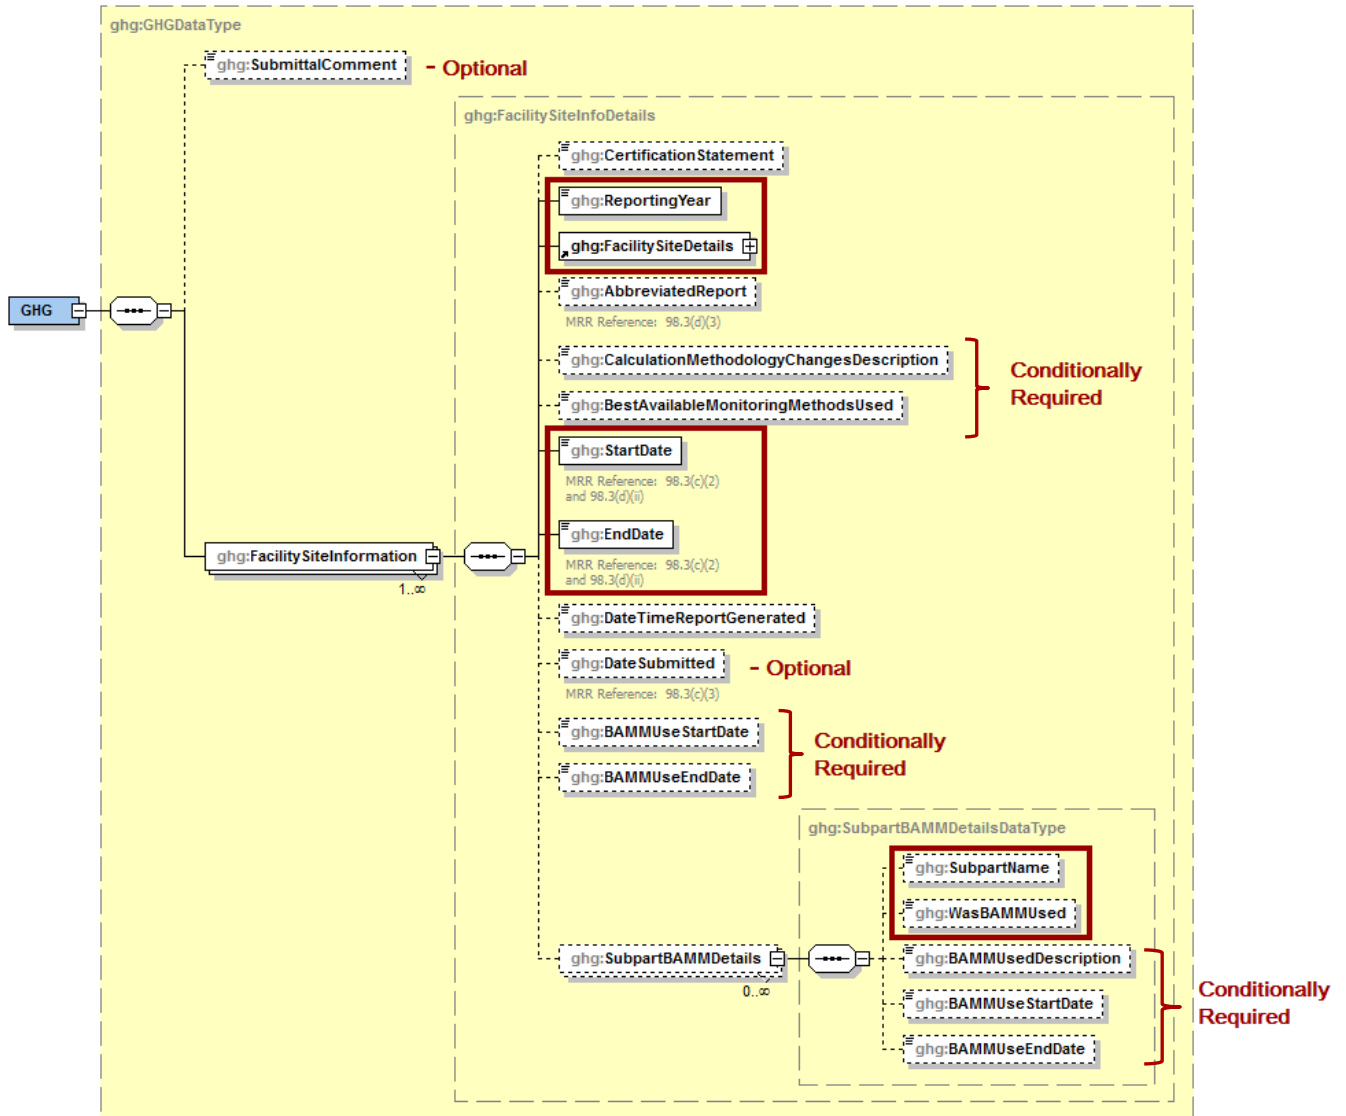 ghg:GHGDataType
ghg:SubmittalComment
- Optional
ghg:FacilitySiteInfoDetails
ghg:CertificationStatement
ghg:ReportingYear
ghg:FacilitySiteDetails
ghg:AbbreviatedReport
MRR Reference: 98.3(d)(3)
GHG
ghg:CalculationMethodologyChangesDescription
Conditionally
Required
ghg:BestAvailableMonitoringMethodsUsed
ghg:StartDate
MRR Reference: 98.3(c)(2)
and 98.3(d)(ii)
ghg:EndDate
MRR Reference: 98.3(c)(2)
and 98.3(d)(ii)
ghg:FacilitySiteInformation
1..∞
ghg:DateTimeReportGenerated
ghg:DateSubmitted
- Optional
MRR Reference: 98.3(c)(3)
ghg:BAMMUseStartDate
Conditionally
Required
ghg:BAMMUseEndDate
ghg:SubpartBAMMDetailsDataType
ghg:SubpartName
ghg:WasBAMMUsed
ghg:SubpartBAMMDetails
0..∞
ghg:BAMMUsedDescription
ghg:BAMMUseStartDate
ghg:BAMMUseEndDate
Conditionally
Required